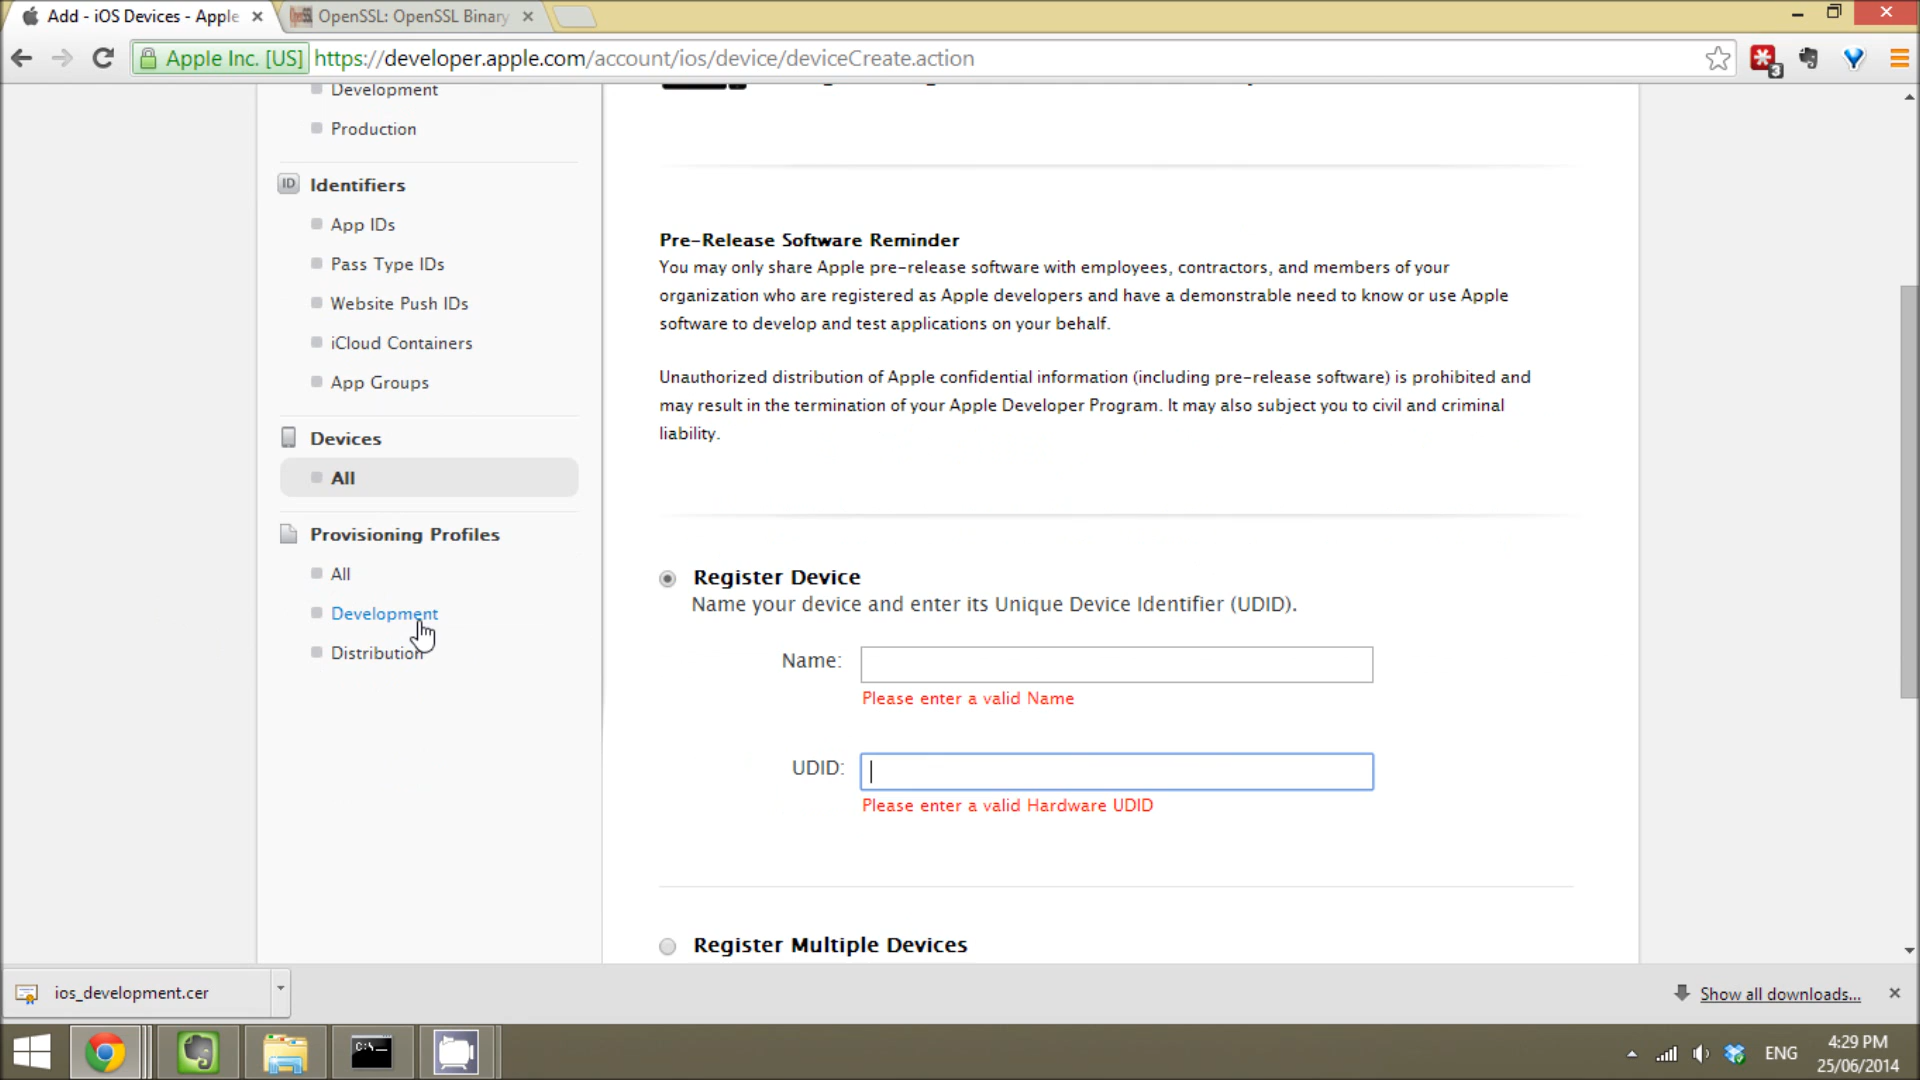 Add - iOS Devices - Apple
OpenSSL: OpenSSL Binary
Apple Inc. [US]
https://developer.apple.com/account/ios/device/deviceCreate.action
3
Development
Production
ID Identifiers
App IDs
Pass Type IDs
Website Push IDs
iCloud Containers
App Groups
Devices
All
Provisioning Profiles
All
Development
Distribution
Pre-Release Software Reminder
You may only share Apple pre-release software with employees, contractors, and members of your
organization who are registered as Apple developers and have a demonstrable need to know or use Apple
software to develop and test applications on your behalf.
Unauthorized distribution of Apple confidential information (including pre-release software) is prohibited and
may result in the termination of your Apple Developer Program. It may also subject you to civil and criminal
liability.
Register Device
Name your device and enter its Unique Device Identifier (UDID).
Name:
Please enter a valid Name
UDID:
Please enter a valid Hardware UDID
Register Multiple Devices
ios_development.cer
Show all downloads...
C:\
ENG
4:29 PM
25/06/2014